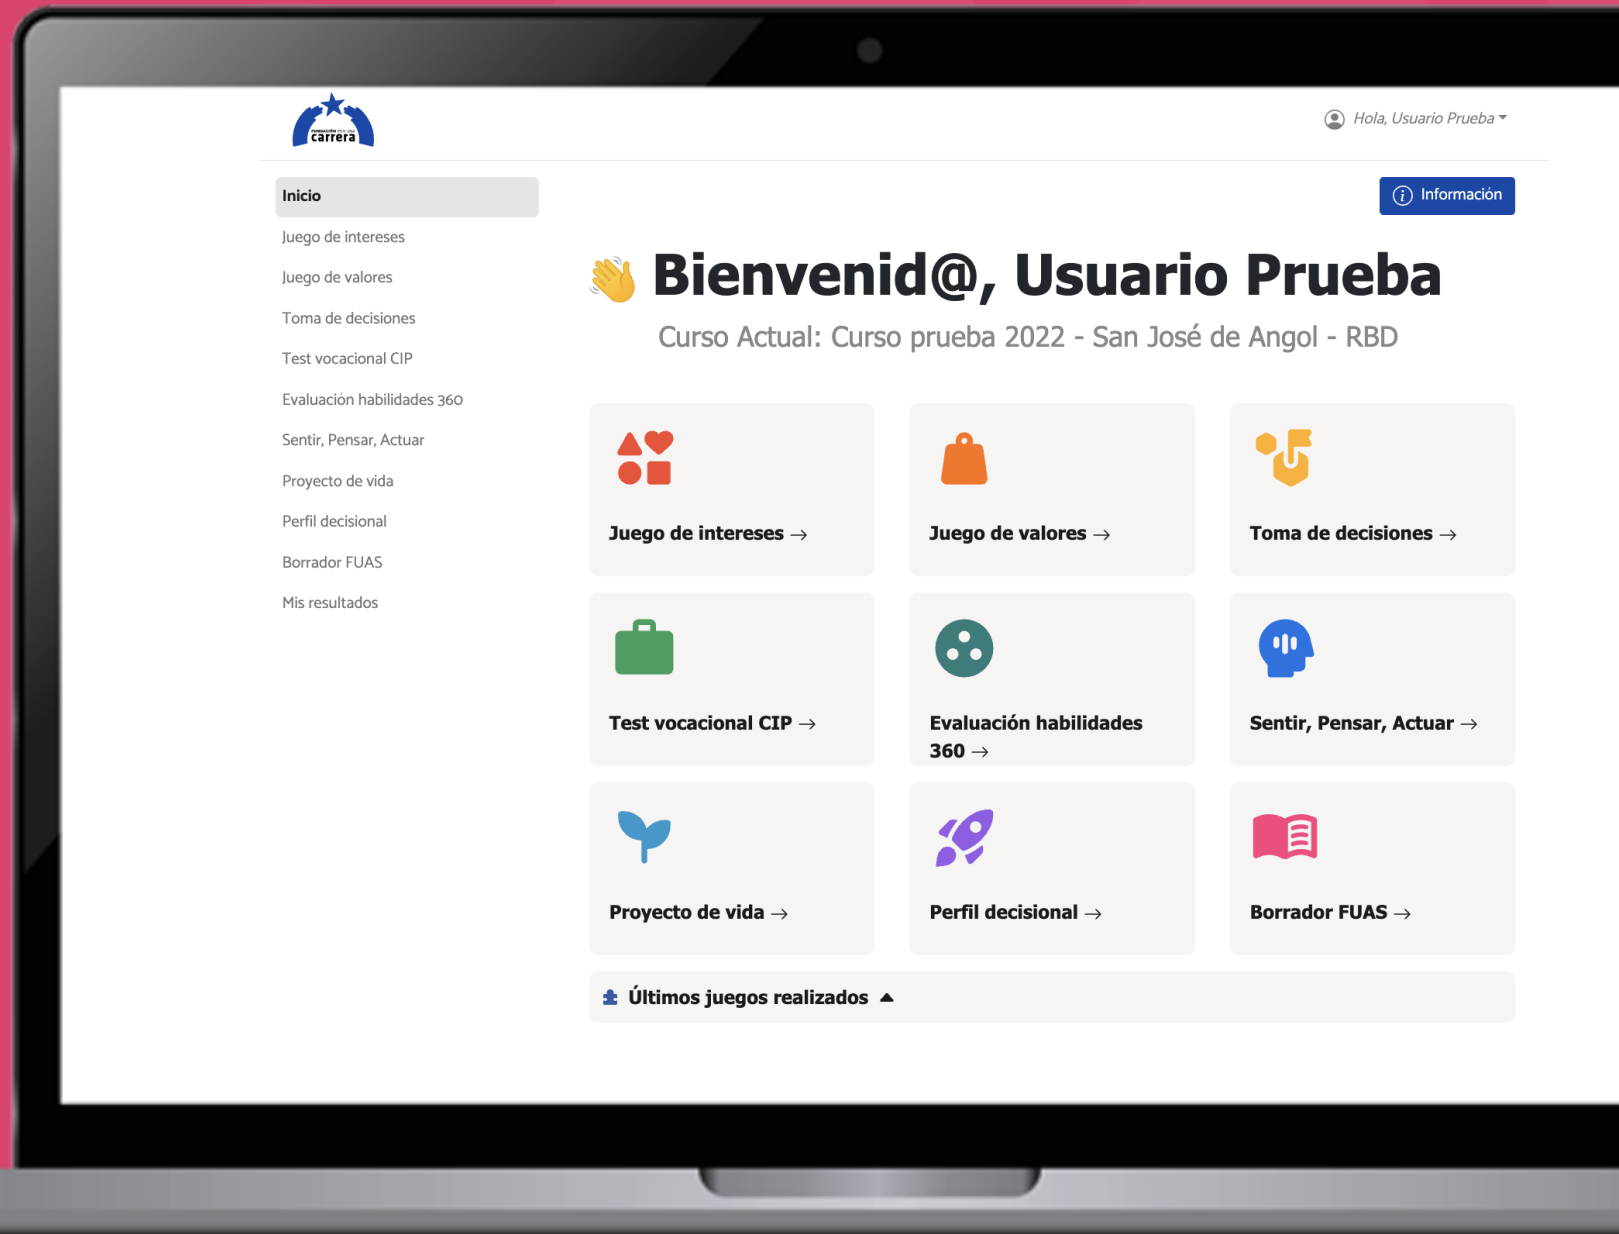 FUNDACIÓN POR UNA
carrera
Hola, Usuario Prueba
Inicio
Juego de intereses
Juego de valores
Toma de decisiones
Test vocacional CIP
Evaluación habilidades 360
Sentir, Pensar, Actuar
Proyecto de vida
Perfil decisional
Borrador FUAS
Mis resultados
Información
👋 Bienvenid@, Usuario Prueba
Curso Actual: Curso prueba 2022 - San José de Angol - RBD
Juego de intereses →
Juego de valores →
Toma de decisiones →
Test vocacional CIP →
Evaluación habilidades
360 →
Sentir, Pensar, Actuar →
Proyecto de vida →
Perfil decisional →
Borrador FUAS →
Últimos juegos realizados